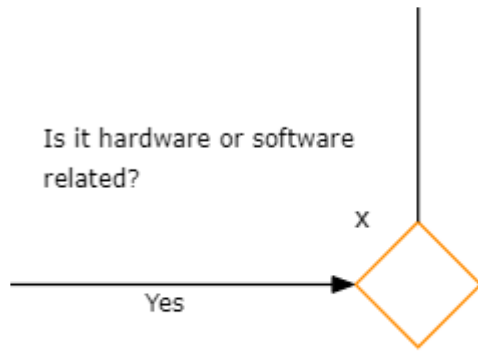 Is it hardware or software
related?
X
Yes